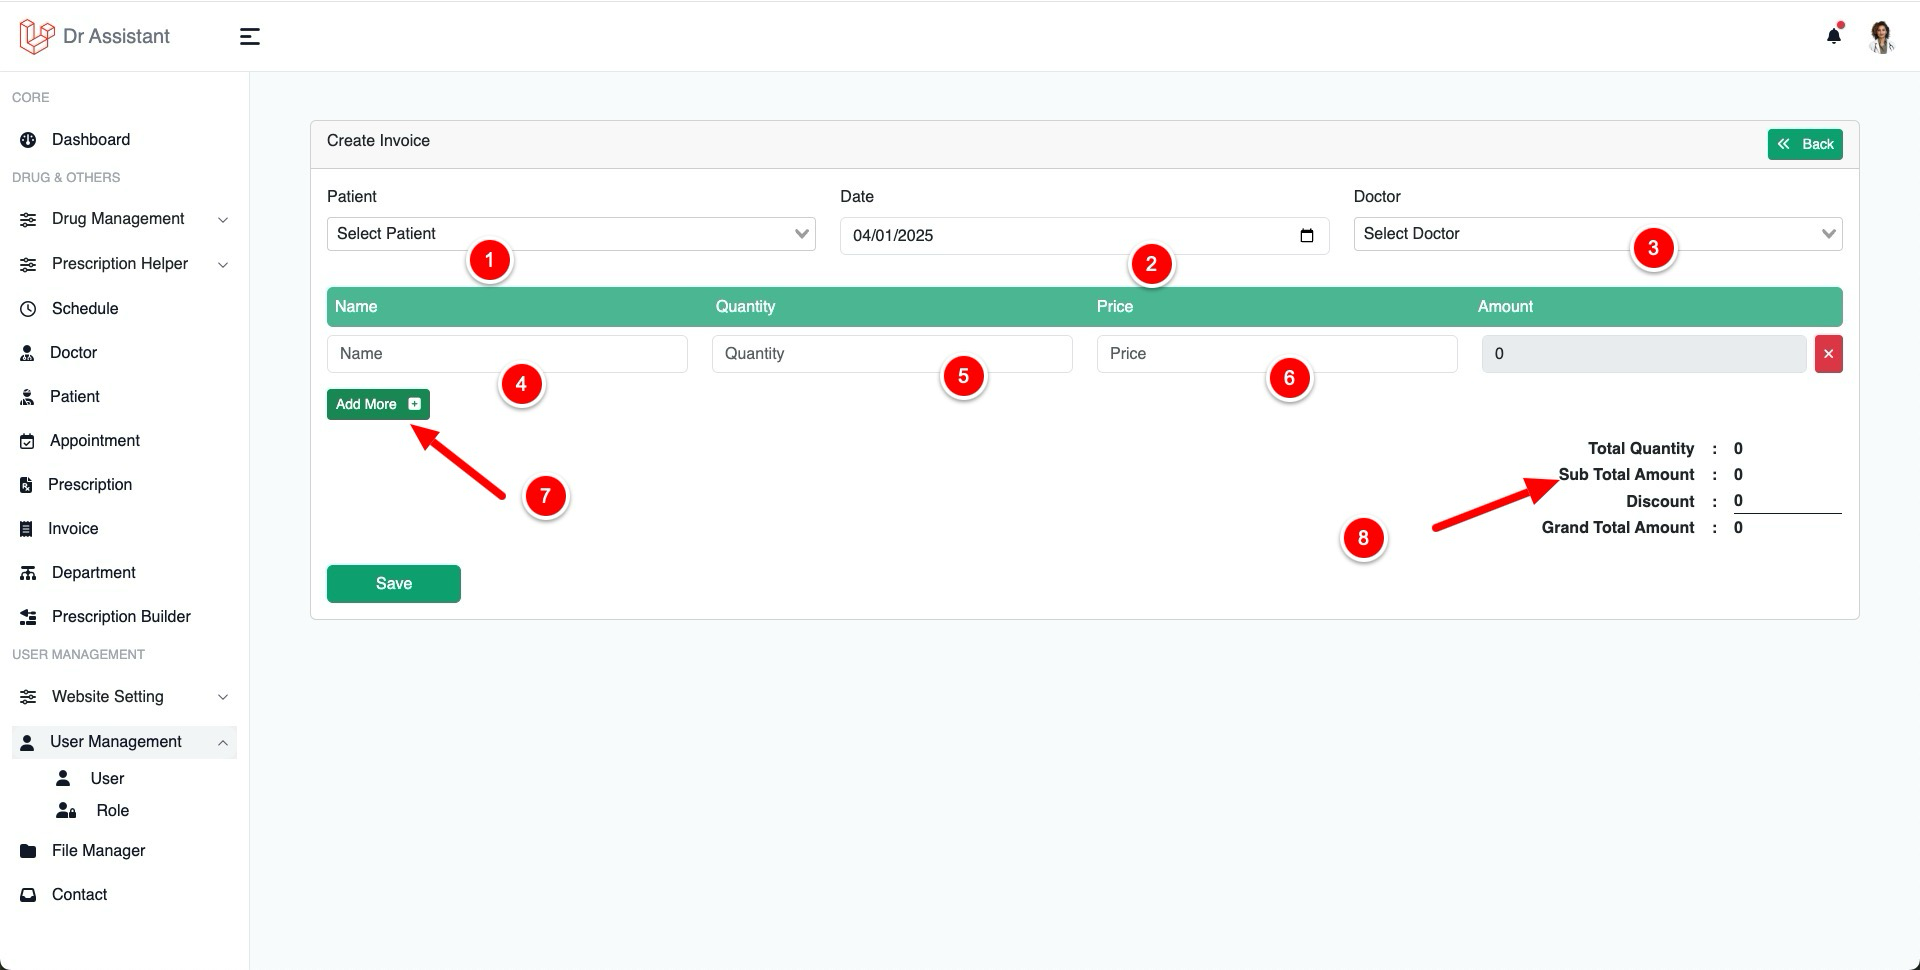 Dr Assistant
CORE
Dashboard
DRUG & OTHERS
Drug Management
Prescription Helper
Schedule
Doctor
Patient
Appointment
Prescription
Invoice
Department
Prescription Builder
USER MANAGEMENT
Website Setting
User Management
User
Role
File Manager
Contact
Create Invoice
Back
Patient Date Doctor
Select Patient 04/01/2025 Select Doctor
1 2 3
Name Quantity Price Amount
Name Quantity Price 0
4 5 6
Add More
7
Total Quantity : 0
Sub Total Amount : 0
Discount : 0
Grand Total Amount : 0
8
Save